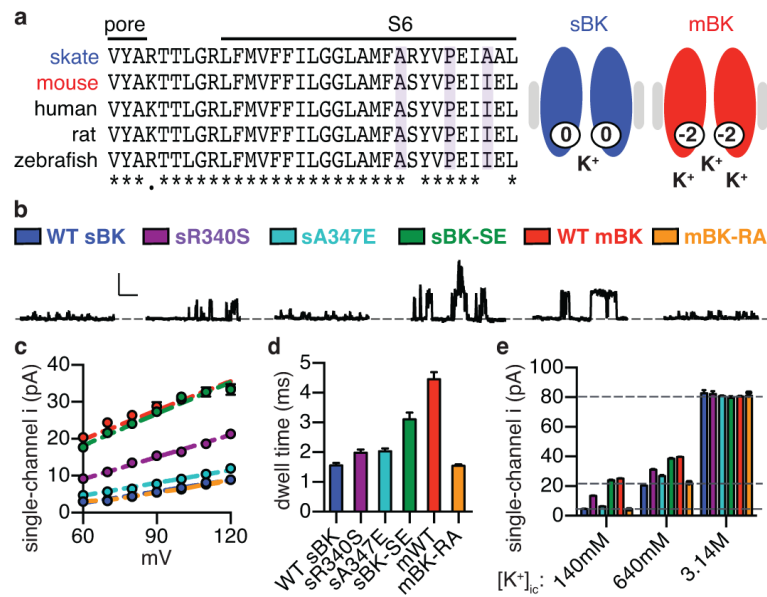 a
pore S6 sBK mBK
skate VYARTTLGRLFMVFFILGGLAMFARYVPEIAAL
mouse VYAKTTLGRLFMVFFILGGLAMFASYVPEIIEL
human VYAKTTLGRLFMVFFILGGLAMFASYVPEIIEL
rat VYAKTTLGRLFMVFFILGGLAMFASYVPEIIEL
zebrafish VYAKTTLGRLFMVFFILGGLAMFASYVPEIIEL
***.******************** ***** *
0 0 -2 -2
K⁺ K⁺ K⁺ K⁺
b
WT sBK sR340S sA347E sBK-SE WT mBK mBK-RA
c
single-channel i (pA)
40
30
20
10
0
60 90 120
mV
d
dwell time (ms)
5
4
3
2
1
0
WT sBK sR340S sA347E sBK-SE mWT mBK-RA
e
single-channel i (pA)
100
80
60
40
20
0
[K⁺]ic: 140mM 640mM 3.14M